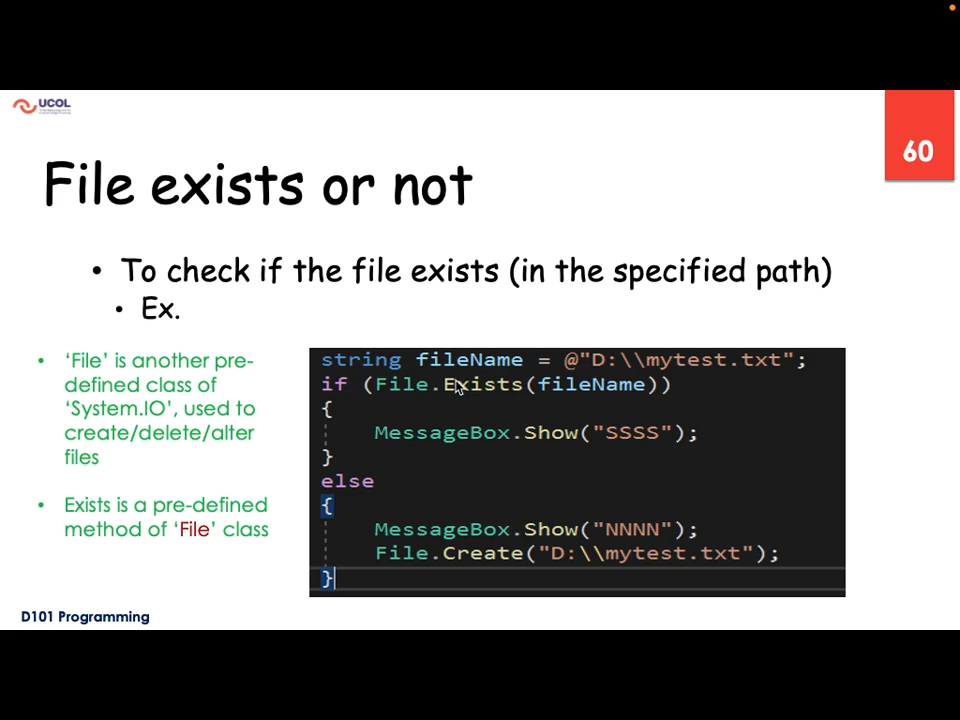 UCOL
60
File exists or not
• To check if the file exists (in the specified path)
• Ex.
• ‘File’ is another pre-
defined class of
‘System.IO’, used to
create/delete/alter
files
• Exists is a pre-defined
method of ‘File’ class
string fileName = @"D:\\mytest.txt";
if (File.Exists(fileName))
{
MessageBox.Show("SSSS");
}
else
{
MessageBox.Show("NNNN");
File.Create("D:\\mytest.txt");
}
D101 Programming